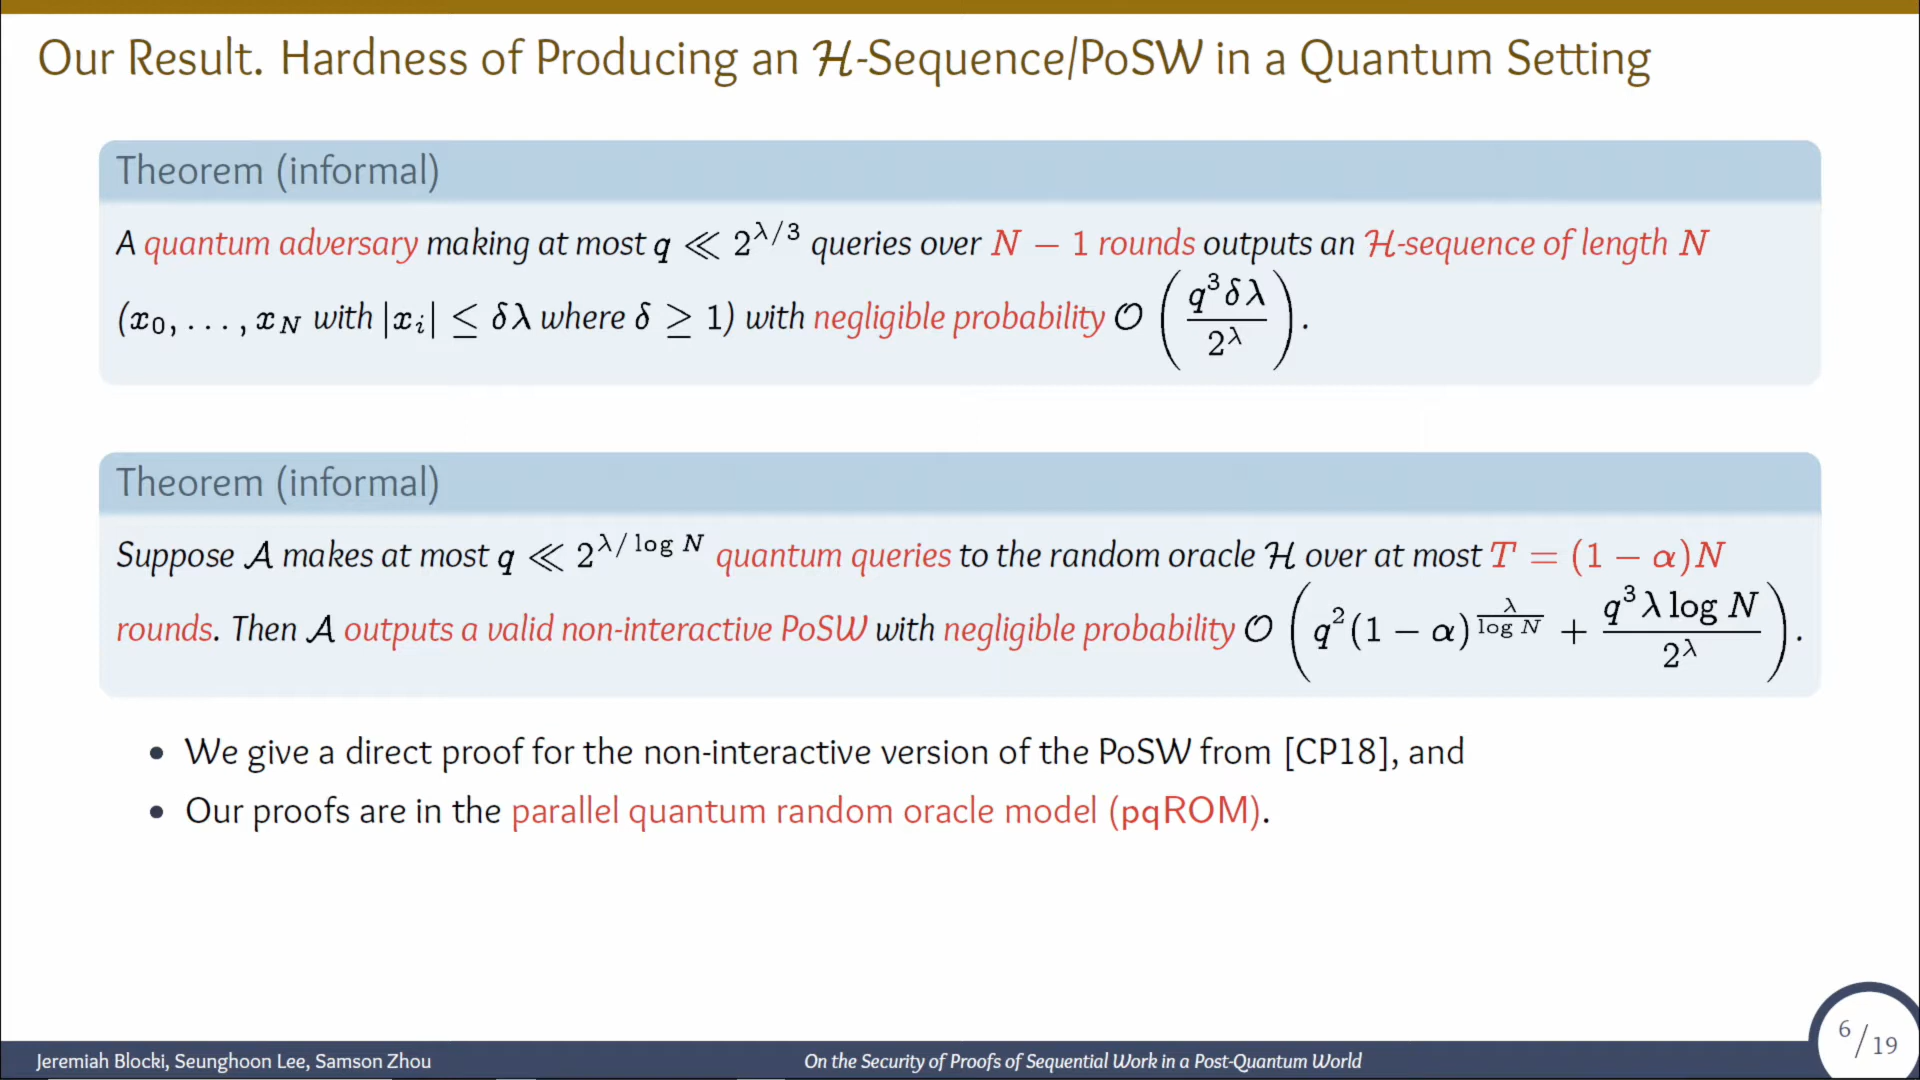 Our Result. Hardness of Producing an ℋ-Sequence/PoSW in a Quantum Setting
Theorem (informal)
A quantum adversary making at most q ≪ 2^{λ/3} queries over N − 1 rounds outputs an ℋ-sequence of length N
(x₀, . . . , x_N with |x_i| ≤ δλ where δ ≥ 1) with negligible probability 𝒪(q³δλ / 2^λ).
Theorem (informal)
Suppose 𝒜 makes at most q ≪ 2^{λ/ log N} quantum queries to the random oracle ℋ over at most T = (1 − α)N
rounds. Then 𝒜 outputs a valid non-interactive PoSW with negligible probability 𝒪(q²(1 − α)^{λ / log N} + q³λ log N / 2^λ).
• We give a direct proof for the non-interactive version of the PoSW from [CP18], and
• Our proofs are in the parallel quantum random oracle model (pqROM).
Jeremiah Blocki, Seunghoon Lee, Samson Zhou
On the Security of Proofs of Sequential Work in a Post-Quantum World
6/19